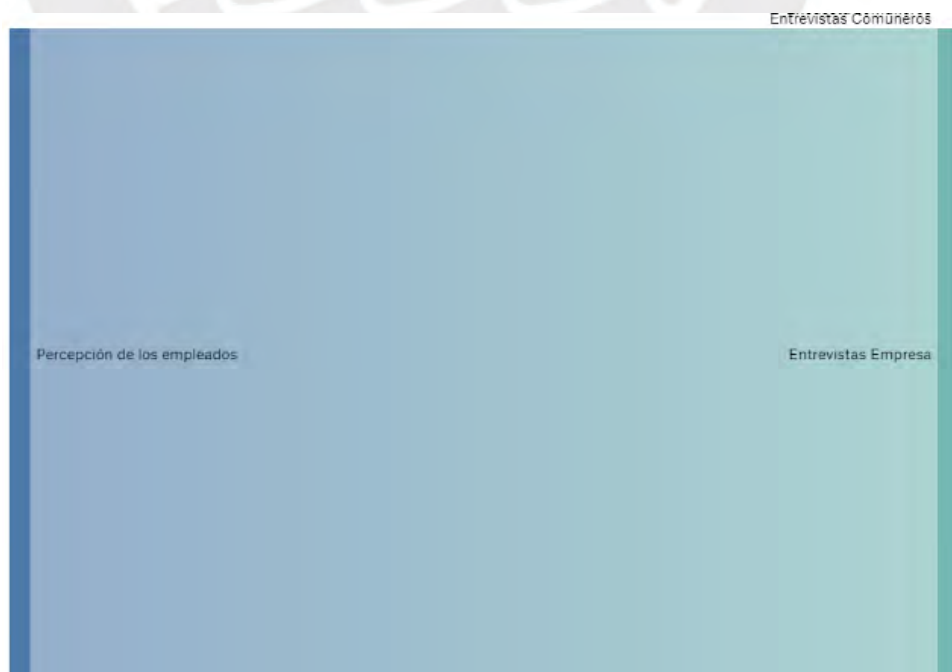 Entrevistas Comuneros
Percepción de los empleados
Entrevistas Empresa